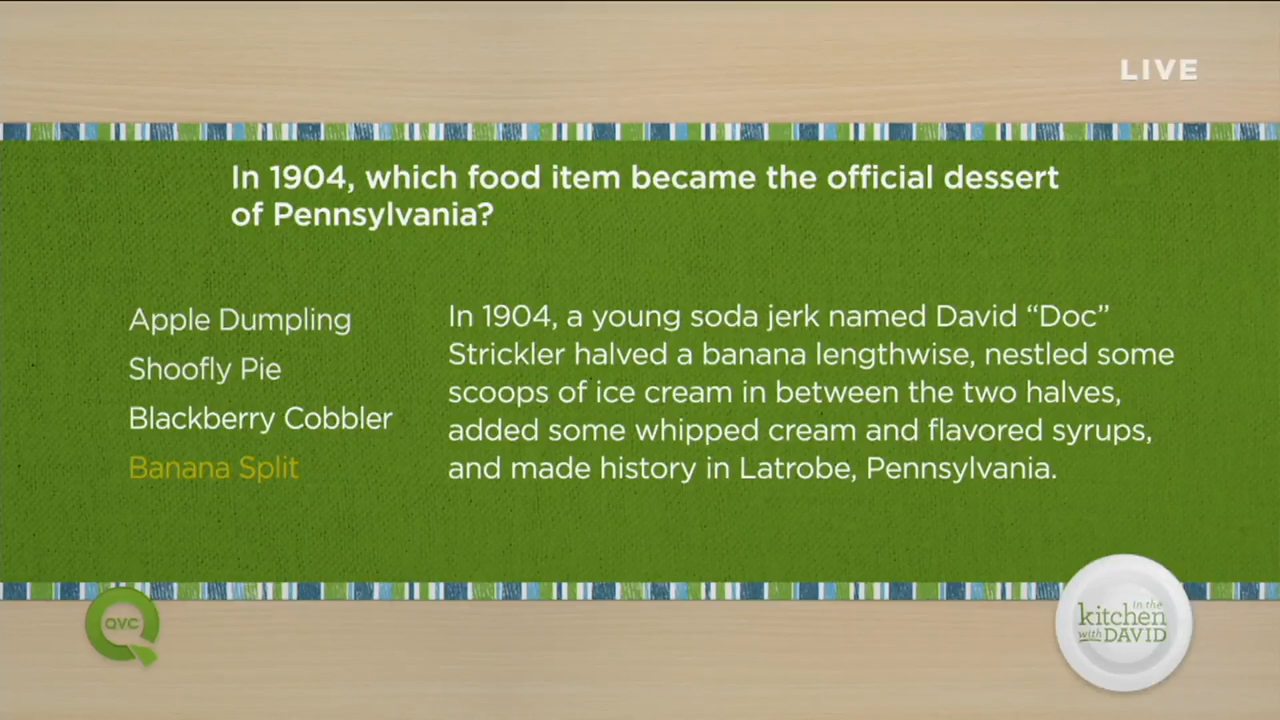 LIVE
In 1904, which food item became the official dessert
of Pennsylvania?
Apple Dumpling
Shoofly Pie
Blackberry Cobbler
Banana Split
In 1904, a young soda jerk named David “Doc”
Strickler halved a banana lengthwise, nestled some
scoops of ice cream in between the two halves,
added some whipped cream and flavored syrups,
and made history in Latrobe, Pennsylvania.
QVC
in the
kitchen
with DAVID